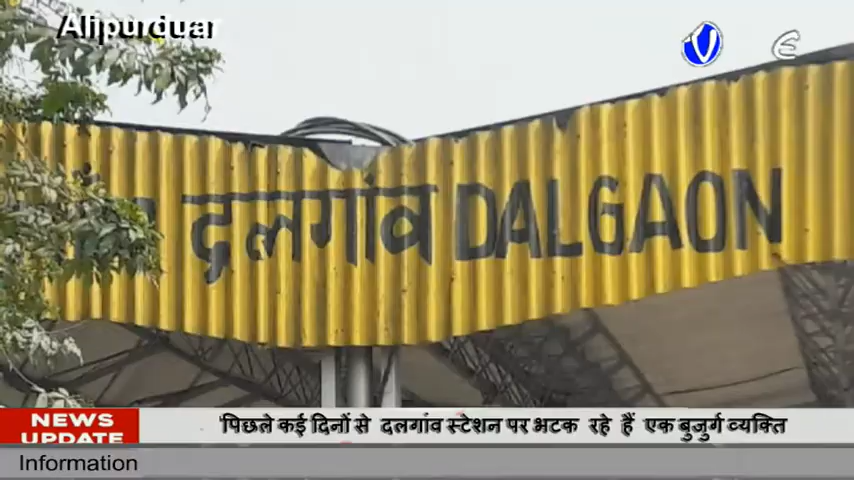 Alipurduar
दलगांव DALGAON
NEWS
UPDATE
पिछले कई दिनों से दलगांव स्टेशन पर भटक रहे हैं एक बुजुर्ग व्यक्ति
Information